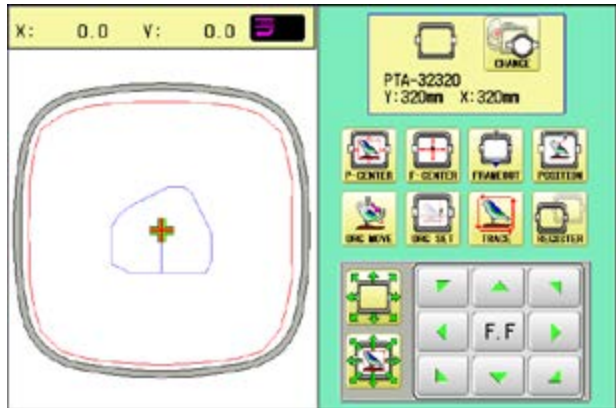 X: 0.0 Y: 0.0
CHANGE
PTA-32320
Y:320mm X:320mm
P-CENTER F-CENTER FRAMEOUT POSITION
ORG MOVE ORG SET TRACE REGISTER
F.F